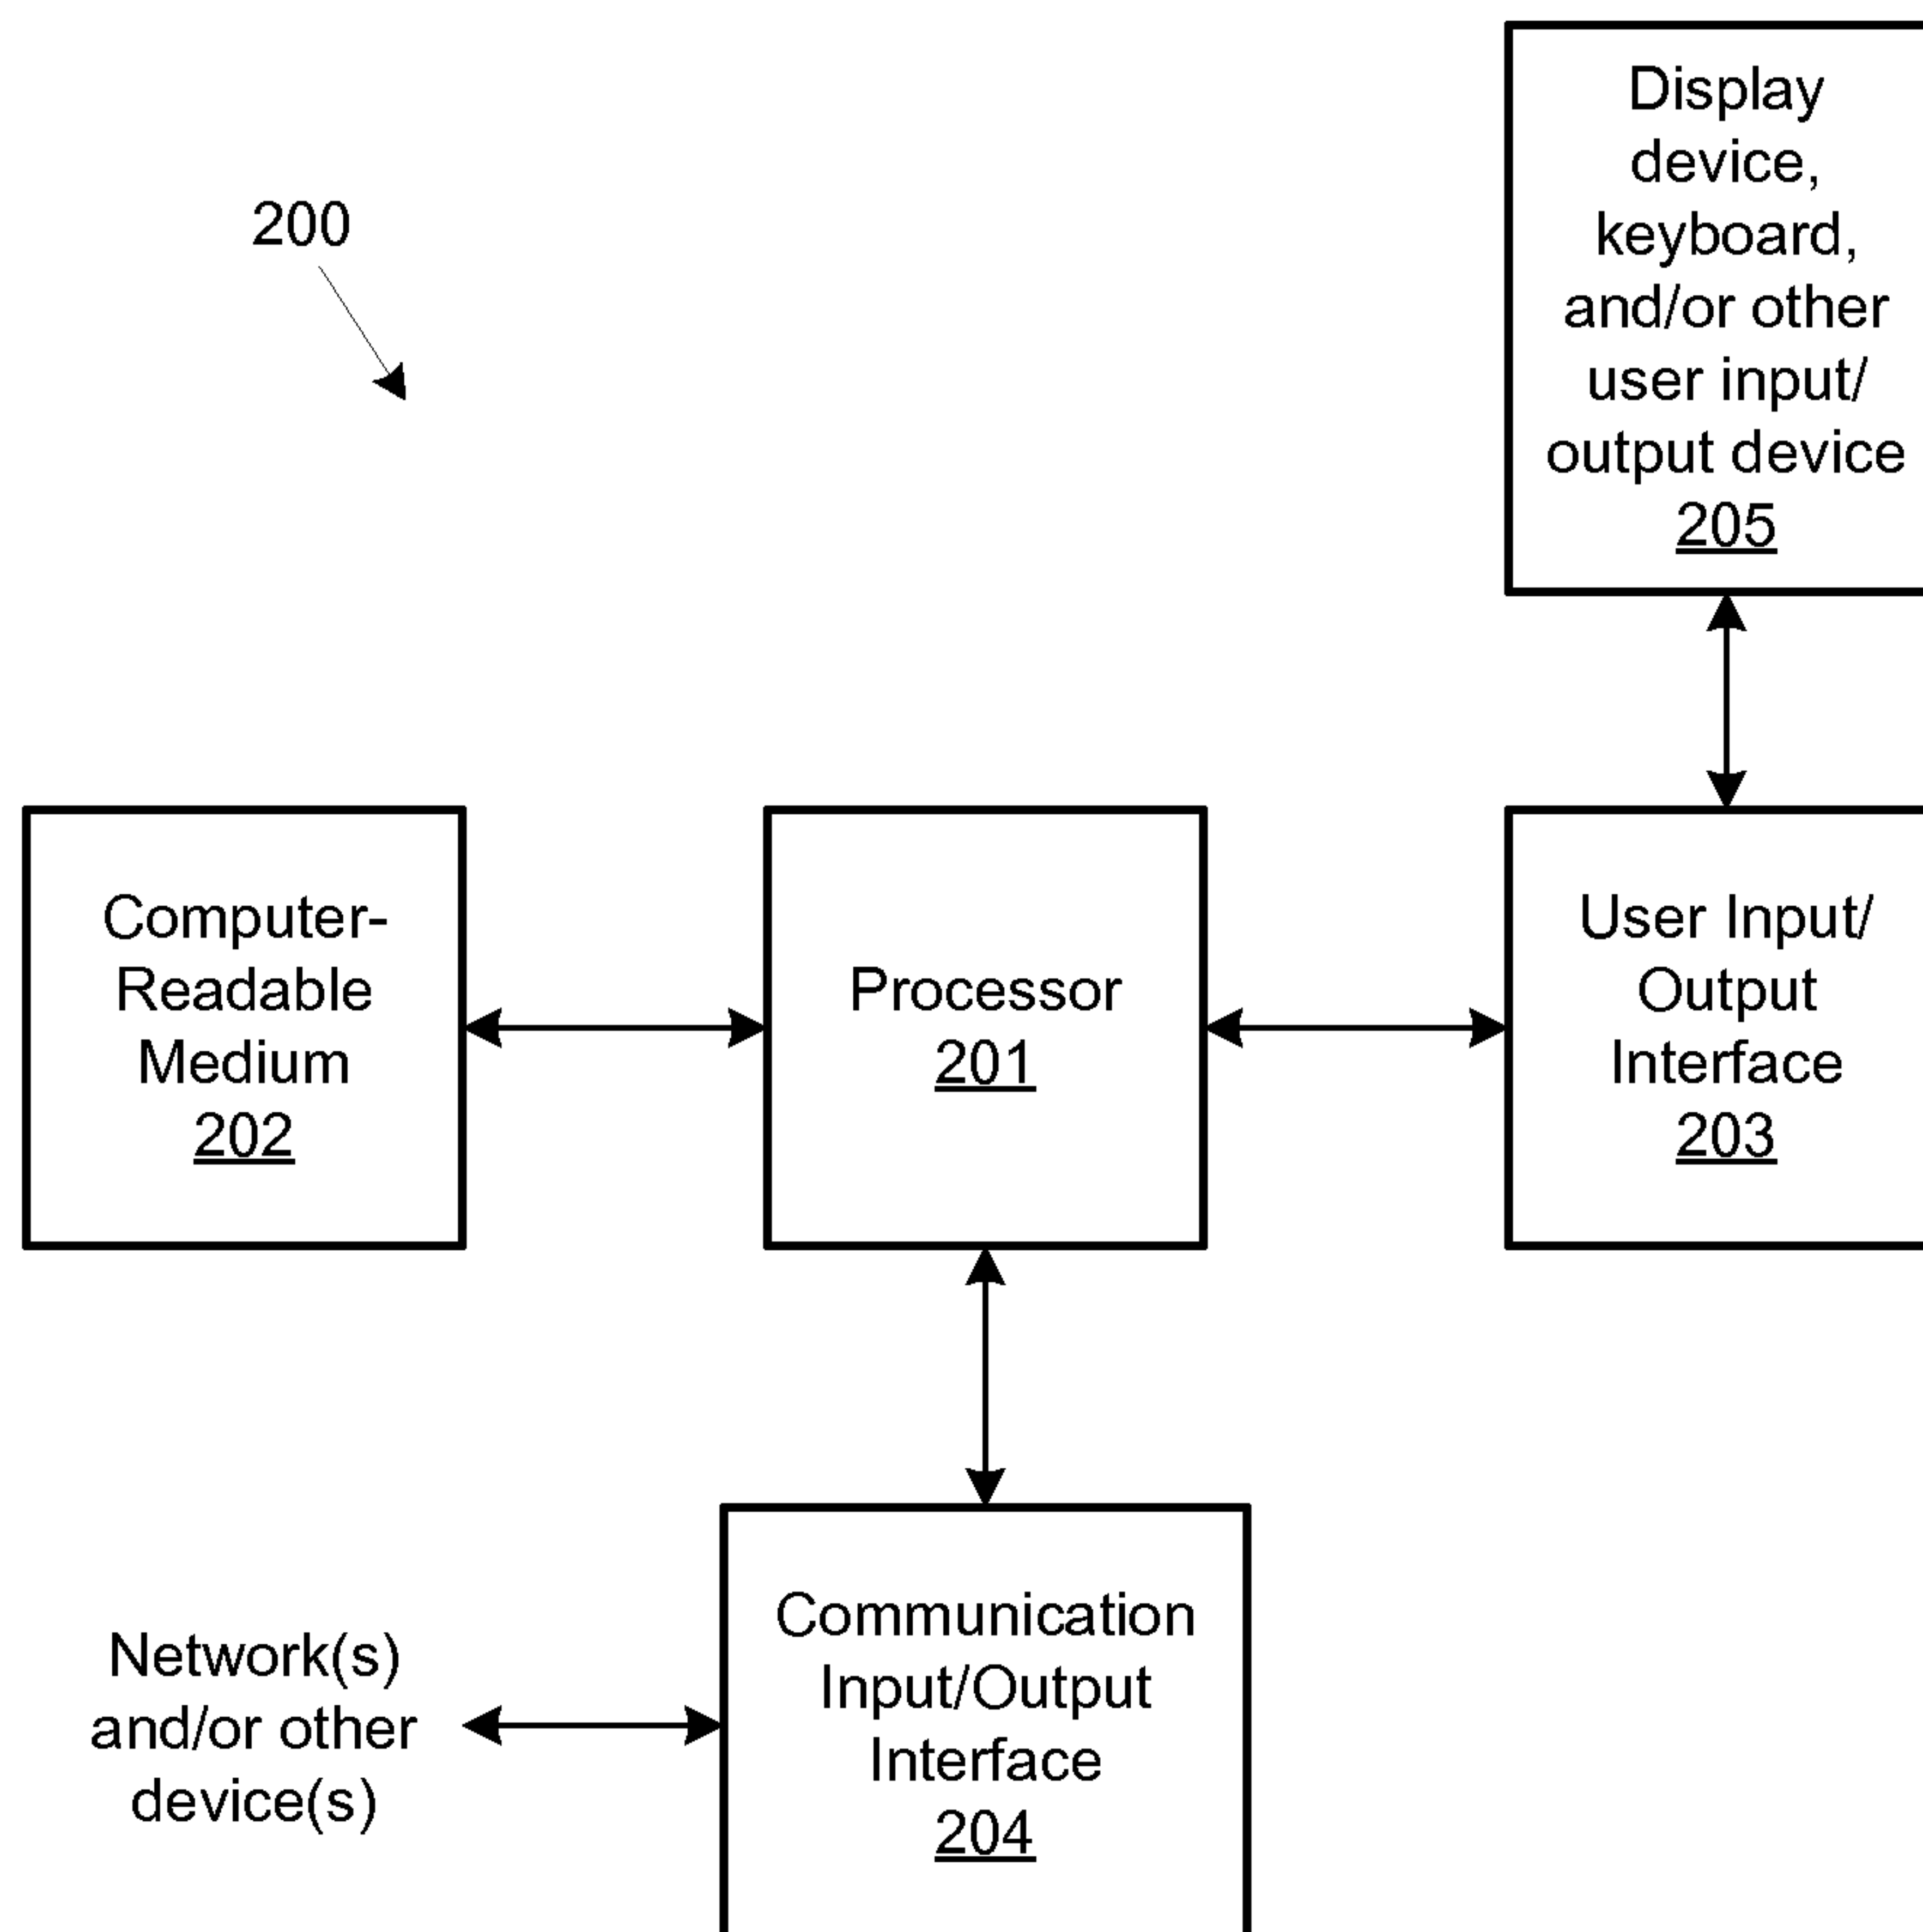 Display
device,
keyboard,
and/or other
user input/
output device
205
200
Computer-
Readable
Medium
202
Processor
201
User Input/
Output
Interface
203
Communication
Input/Output
Interface
204
Network(s)
and/or other
device(s)